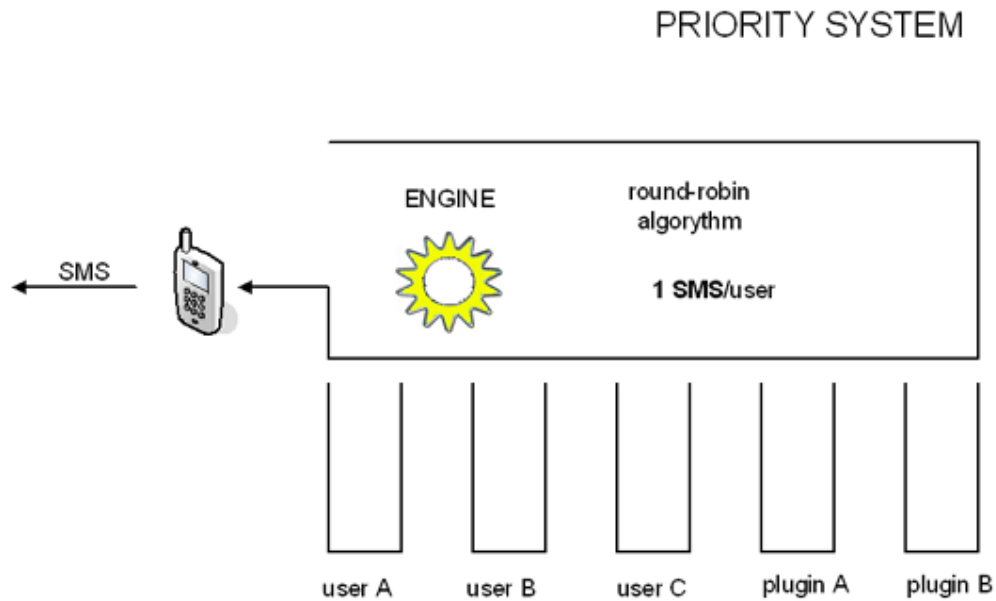 PRIORITY SYSTEM
ENGINE
round-robin
algorythm
SMS
1 SMS/user
user A
user B
user C
plugin A
plugin B